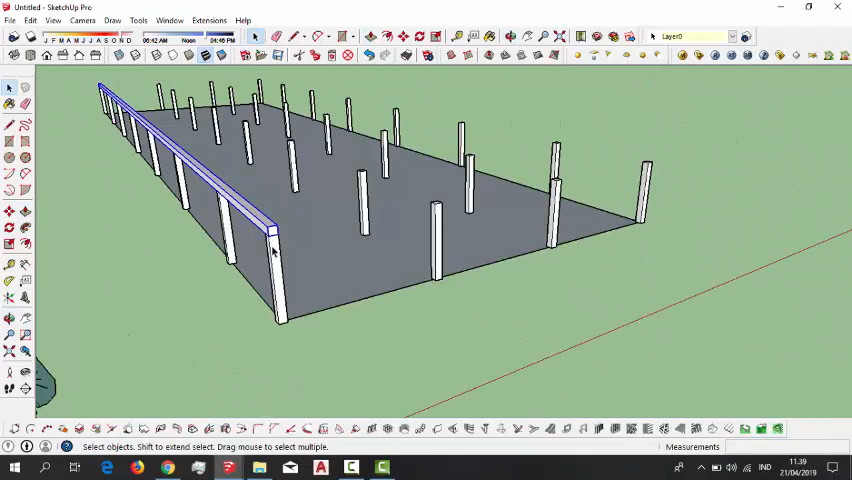 Untitled - SketchUp Pro
File Edit View Camera Draw Tools Window Extensions Help
J F M A M J J A S O N D 06:42 AM Noon 04:46 PM
Layer0
Select objects. Shift to extend select. Drag mouse to select multiple.
Measurements
IND
11.39
21/04/2019